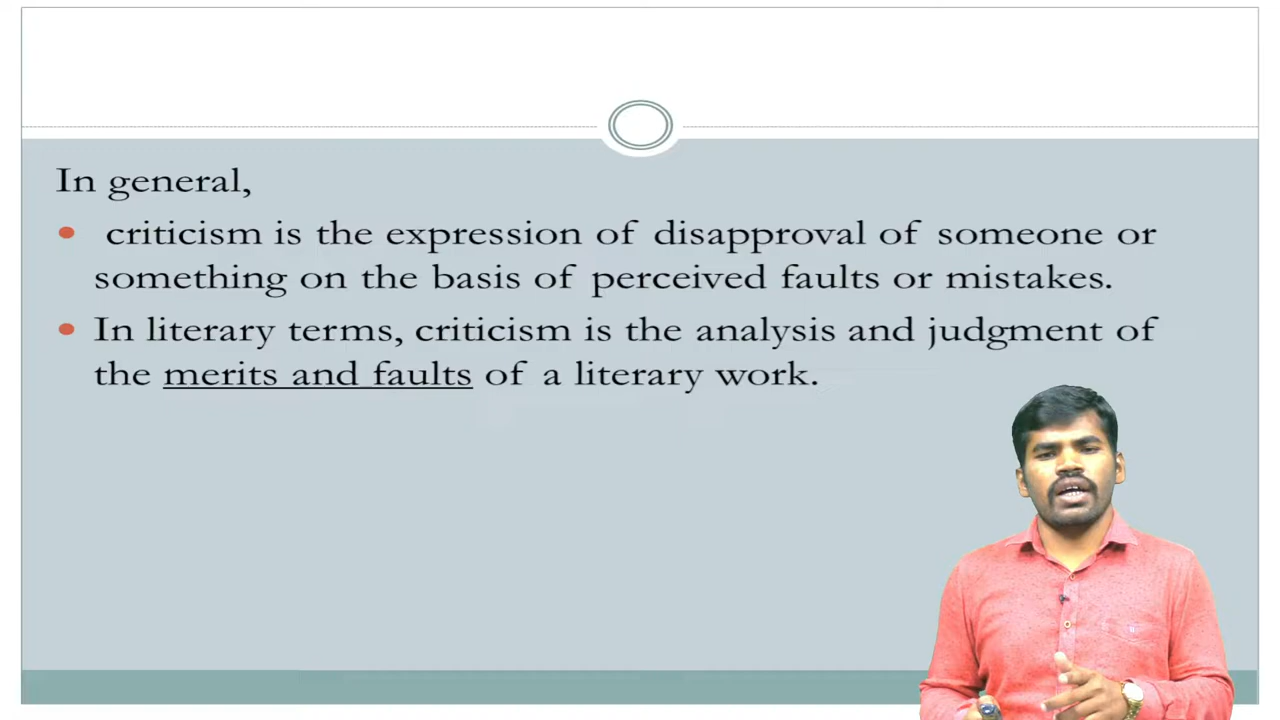 In general,
criticism is the expression of disapproval of someone or
something on the basis of perceived faults or mistakes.
In literary terms, criticism is the analysis and judgment of
the merits and faults of a literary work.